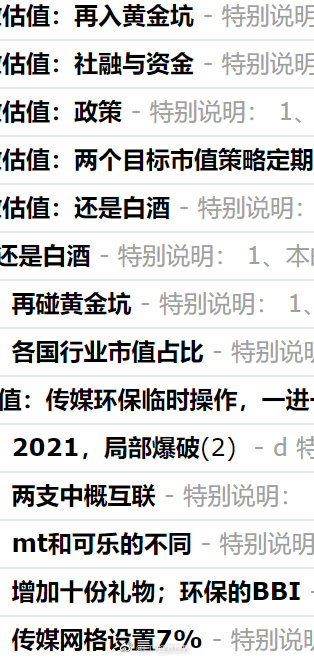 估值：再入黄金坑 - 特别说明
估值：社融与资金 - 特别说明
估值：政策 - 特别说明： 1、
估值：两个目标市值策略定期
估值：还是白酒 - 特别说明：
还是白酒 - 特别说明： 1、本
再碰黄金坑 - 特别说明： 1、
各国行业市值占比 - 特别说明
值：传媒环保临时操作，一进
2021，局部爆破(2) - d 特
两支中概互联 - 特别说明：
mt和可乐的不同 - 特别说明
增加十份礼物；环保的BBI -
传媒网格设置7% - 特别说明